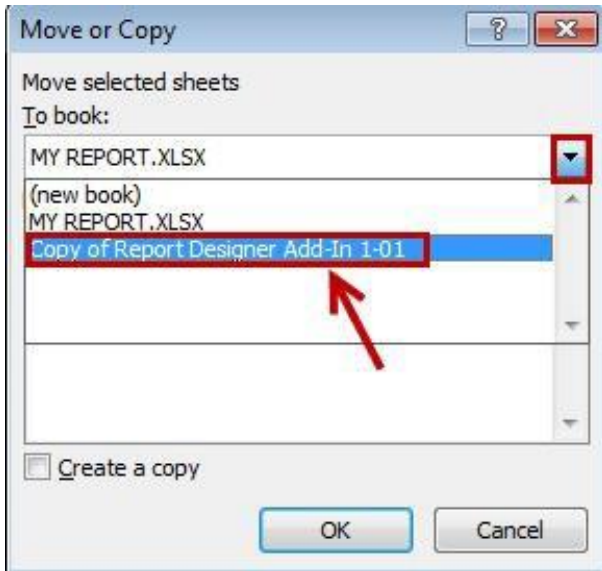 Move or Copy
Move selected sheets
To book:
MY REPORT.XLSX
(new book)
MY REPORT.XLSX
Copy of Report Designer Add-In 1-01
Create a copy
OK Cancel